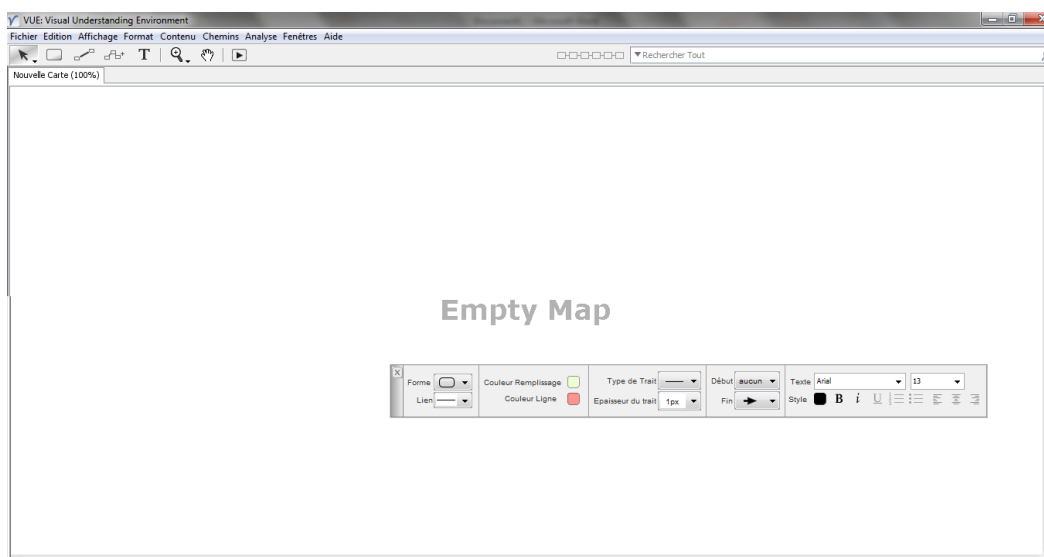 VUE: Visual Understanding Environment
Fichier Edition Affichage Format Contenu Chemins Analyse Fenêtres Aide
T
Rechercher Tout
Nouvelle Carte (100%)
Empty Map
X
Forme Couleur Remplissage Type de Trait Début aucun Texte Arial 13
Lien Couleur Ligne Epaisseur du trait 1px Fin Style B i U